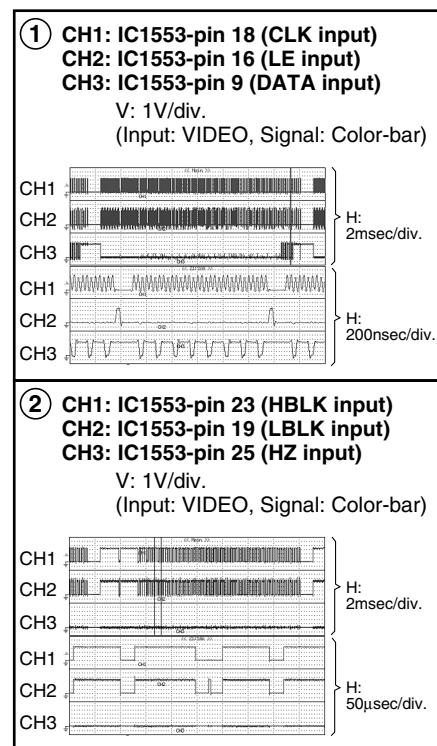 ① CH1: IC1553-pin 18 (CLK input)
CH2: IC1553-pin 16 (LE input)
CH3: IC1553-pin 9 (DATA input)
V: 1V/div.
(Input: VIDEO, Signal: Color-bar)
CH1
CH2
CH3
H:
2msec/div.
CH1
CH2
CH3
H:
200nsec/div.
② CH1: IC1553-pin 23 (HBLK input)
CH2: IC1553-pin 19 (LBLK input)
CH3: IC1553-pin 25 (HZ input)
V: 1V/div.
(Input: VIDEO, Signal: Color-bar)
CH1
CH2
CH3
H:
2msec/div.
CH1
CH2
CH3
H:
50μsec/div.